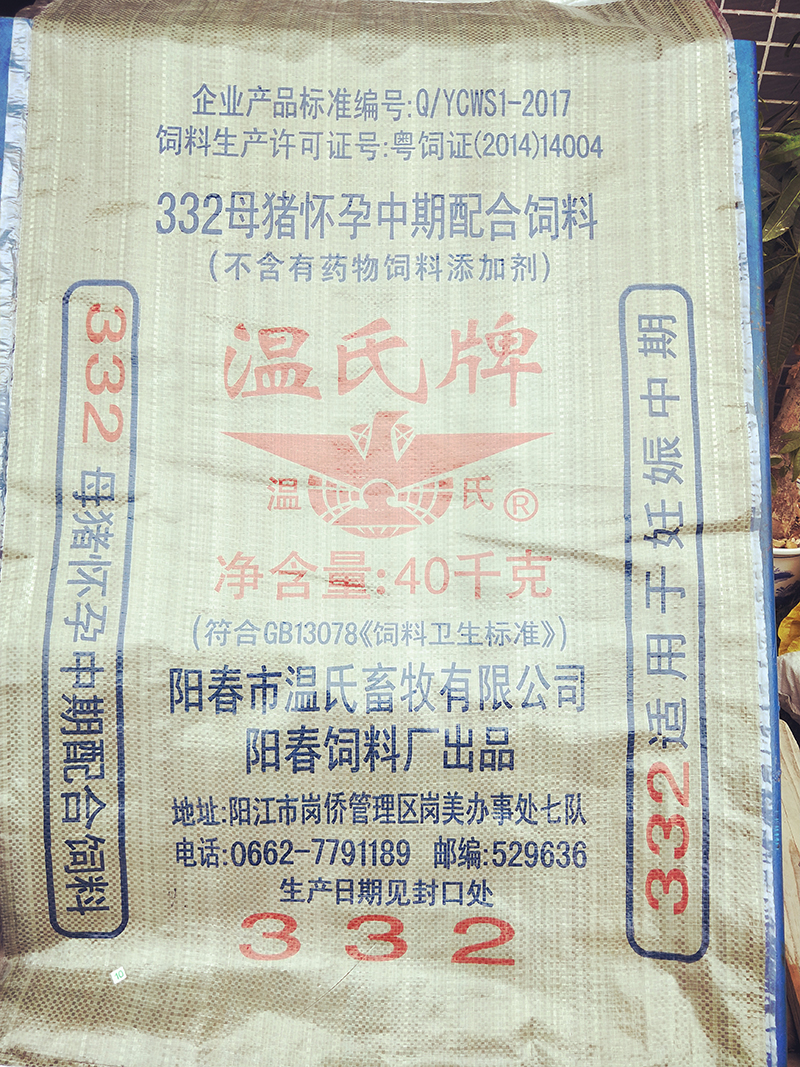 企业产品标准编号:Q/YCWS1-2017
饲料生产许可证号:粤饲证(2014)14004
332母猪怀孕中期配合饲料
(不含有药物饲料添加剂)
温氏牌
温 氏®
净含量:40千克
(符合GB13078《饲料卫生标准》)
阳春市温氏畜牧有限公司
阳春饲料厂出品
地址:阳江市岗侨管理区岗美办事处七队
电话:0662-7791189 邮编:529636
生产日期见封口处
332
332 母猪怀孕中期配合饲料
332适用于妊娠中期
10